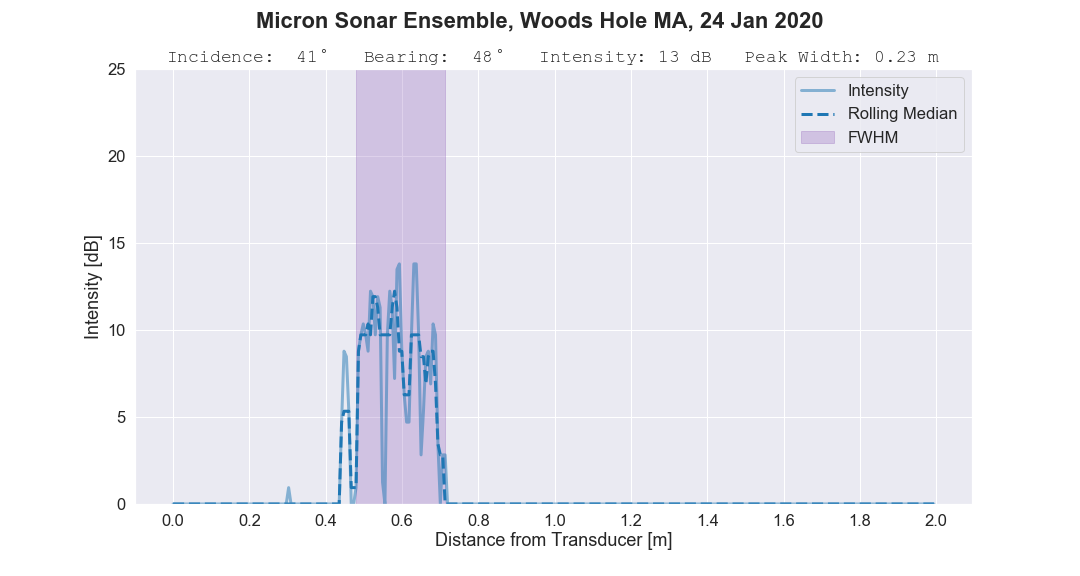 Micron Sonar Ensemble, Woods Hole MA, 24 Jan 2020
Incidence:  41°   Bearing:  48°   Intensity: 13 dB   Peak Width: 0.23 m
Intensity
Rolling Median
FWHM
25
20
15
10
5
0
Intensity [dB]
0.0 0.2 0.4 0.6 0.8 1.0 1.2 1.4 1.6 1.8 2.0
Distance from Transducer [m]